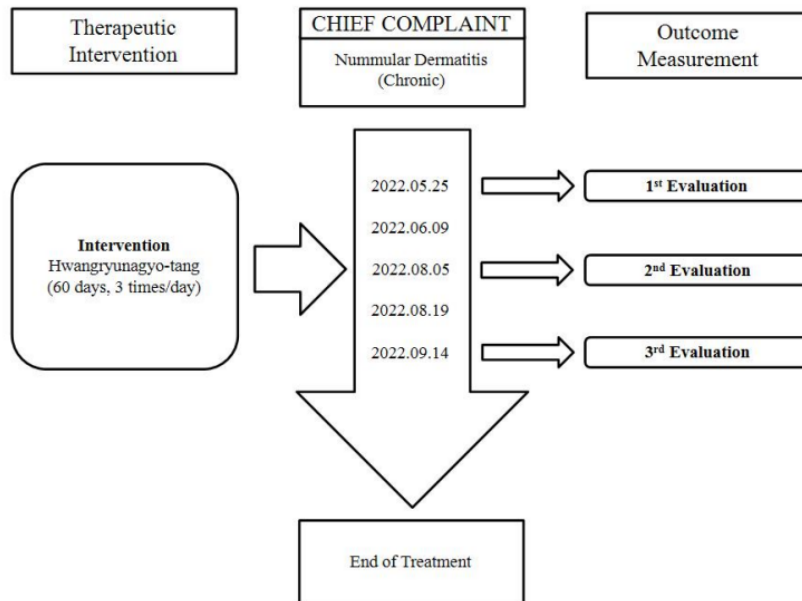 Therapeutic
Intervention
CHIEF COMPLAINT
Nummular Dermatitis
(Chronic)
Outcome
Measurement
Intervention
Hwangryunagyo-tang
(60 days, 3 times/day)
2022.05.25
2022.06.09
2022.08.05
2022.08.19
2022.09.14
1st Evaluation
2nd Evaluation
3rd Evaluation
End of Treatment